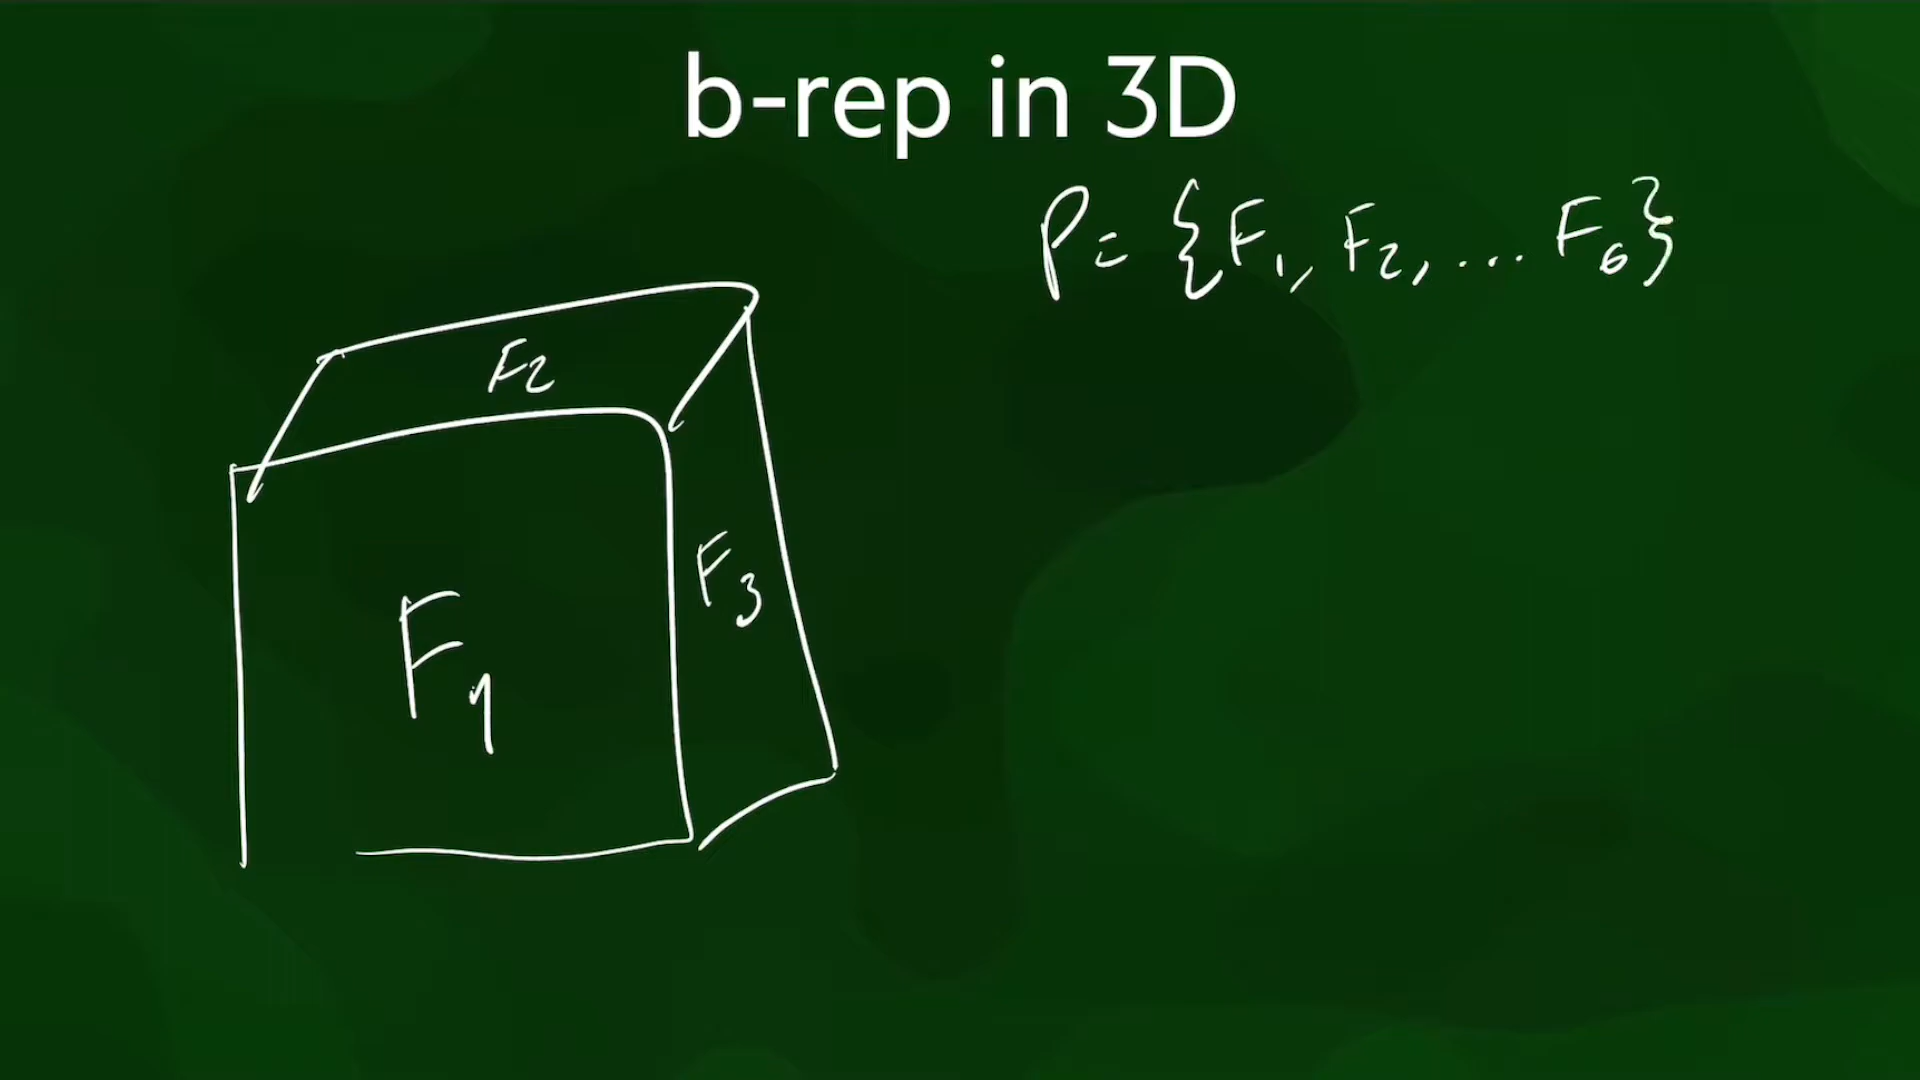 b-rep in 3D
P = {F1, F2, ... F6}
F2
F3
F1